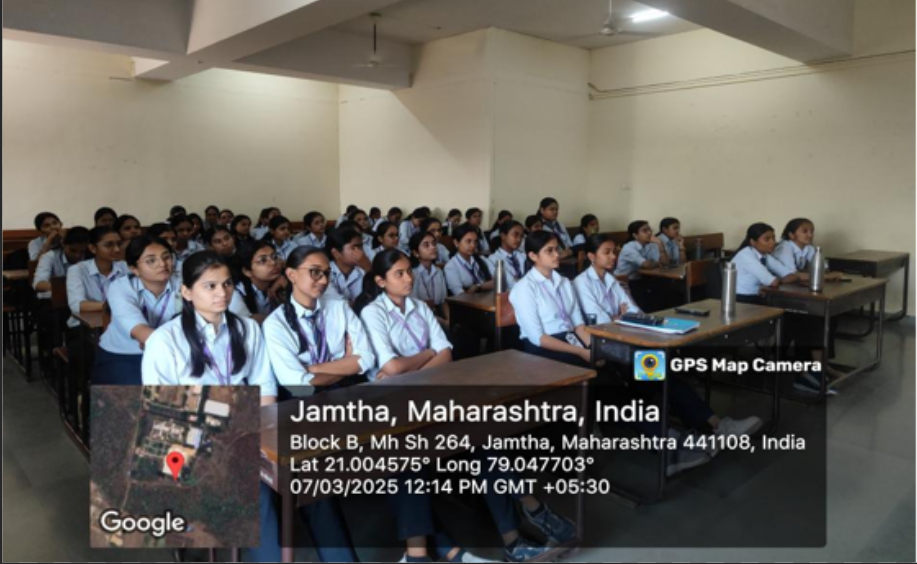 GPS Map Camera
Jamtha, Maharashtra, India
Block B, Mh Sh 264, Jamtha, Maharashtra 441108, India
Lat 21.004575° Long 79.047703°
07/03/2025 12:14 PM GMT +05:30
Google